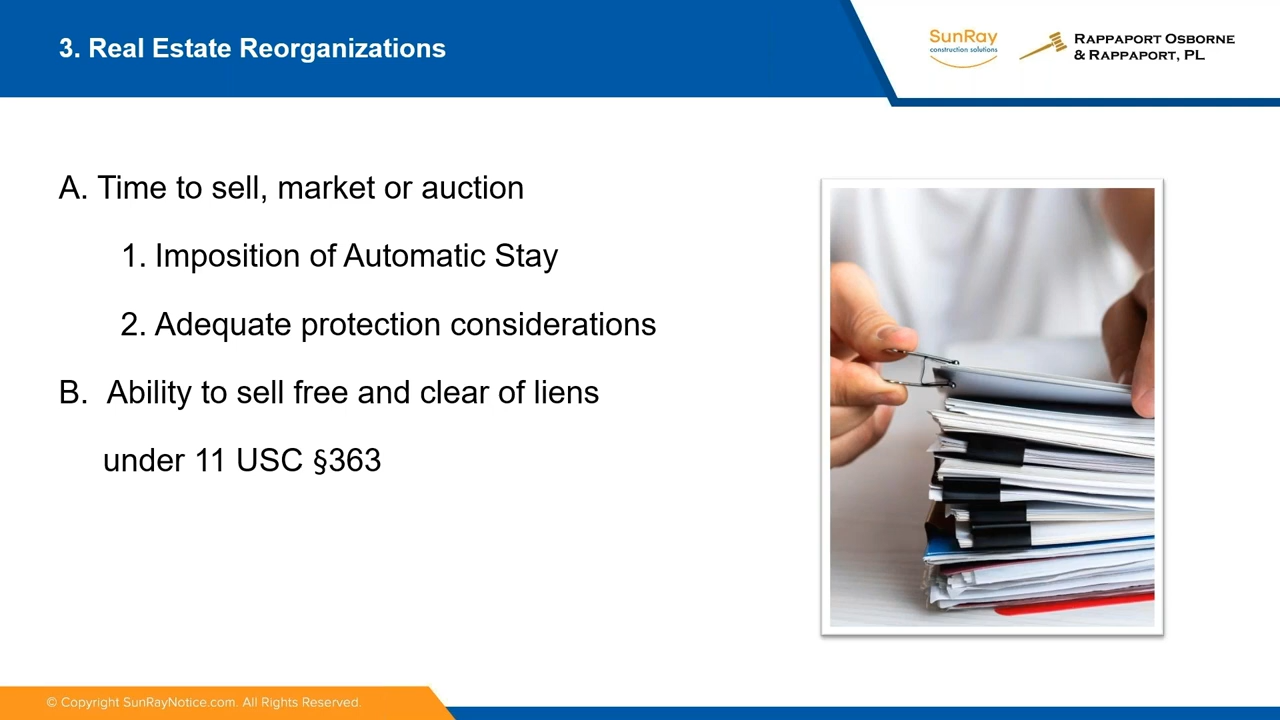 3. Real Estate Reorganizations
SunRay
construction solutions
RAPPAPORT OSBORNE
& RAPPAPORT, PL
A. Time to sell, market or auction
1. Imposition of Automatic Stay
2. Adequate protection considerations
B. Ability to sell free and clear of liens
under 11 USC §363
© Copyright SunRayNotice.com. All Rights Reserved.